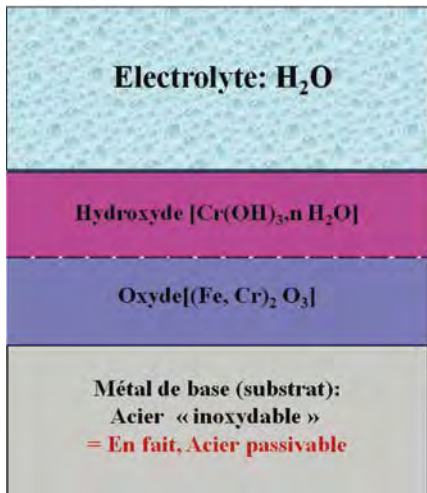 Electrolyte: H₂O
Hydroxyde [Cr(OH)₃,n H₂O]
Oxyde[(Fe, Cr)₂ O₃]
Métal de base (substrat):
Acier « inoxydable »
= En fait, Acier passivable